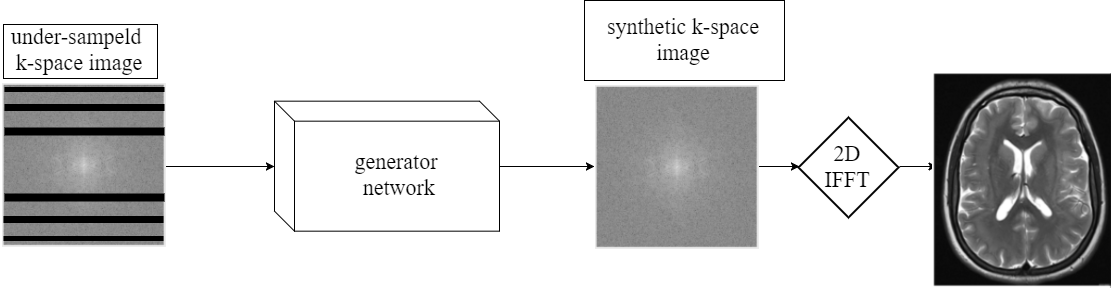 under-sampeld
k-space image
generator
network
synthetic k-space
image
2D
IFFT